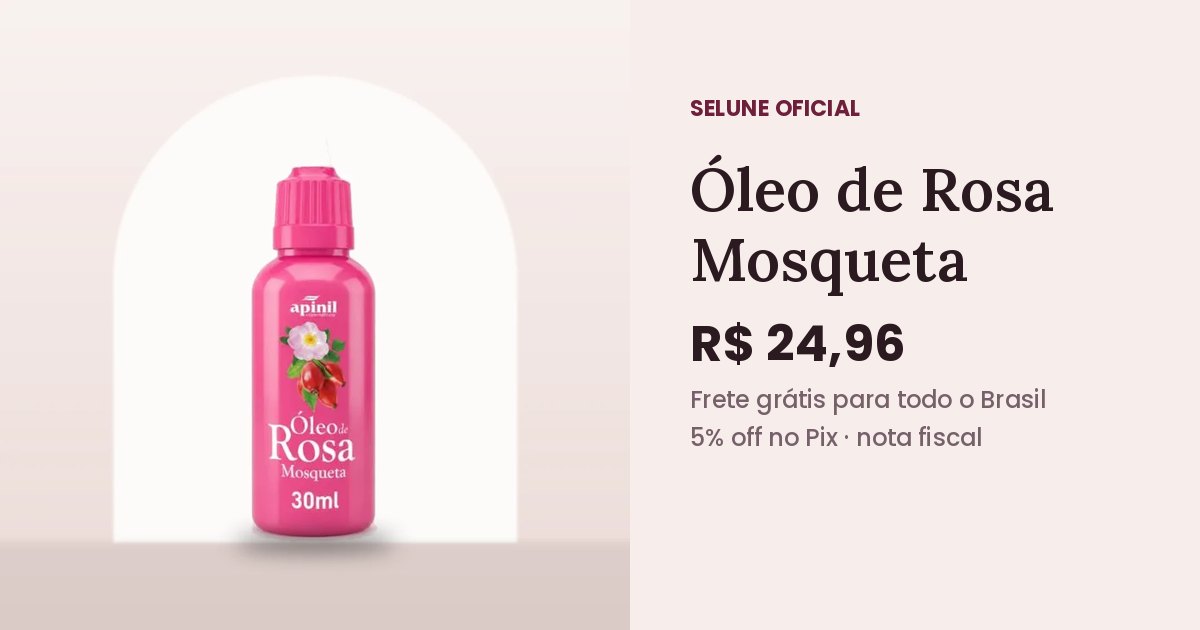 apinil
Óleo de
Rosa
Mosqueta
30ml
SELUNE OFICIAL
Óleo de Rosa
Mosqueta
R$ 24,96
Frete grátis para todo o Brasil
5% off no Pix · nota fiscal